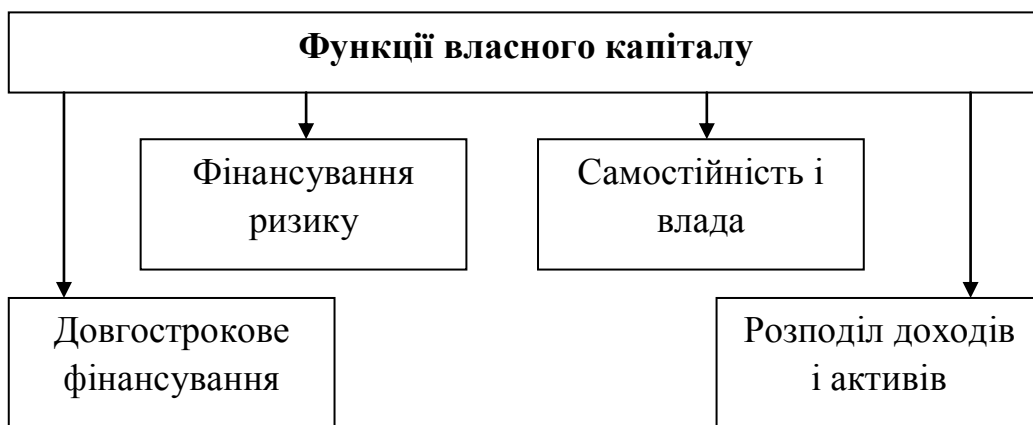 Функції власного капіталу
Фінансування
ризику
Самостійність і
влада
Довгострокове
фінансування
Розподіл доходів
і активів